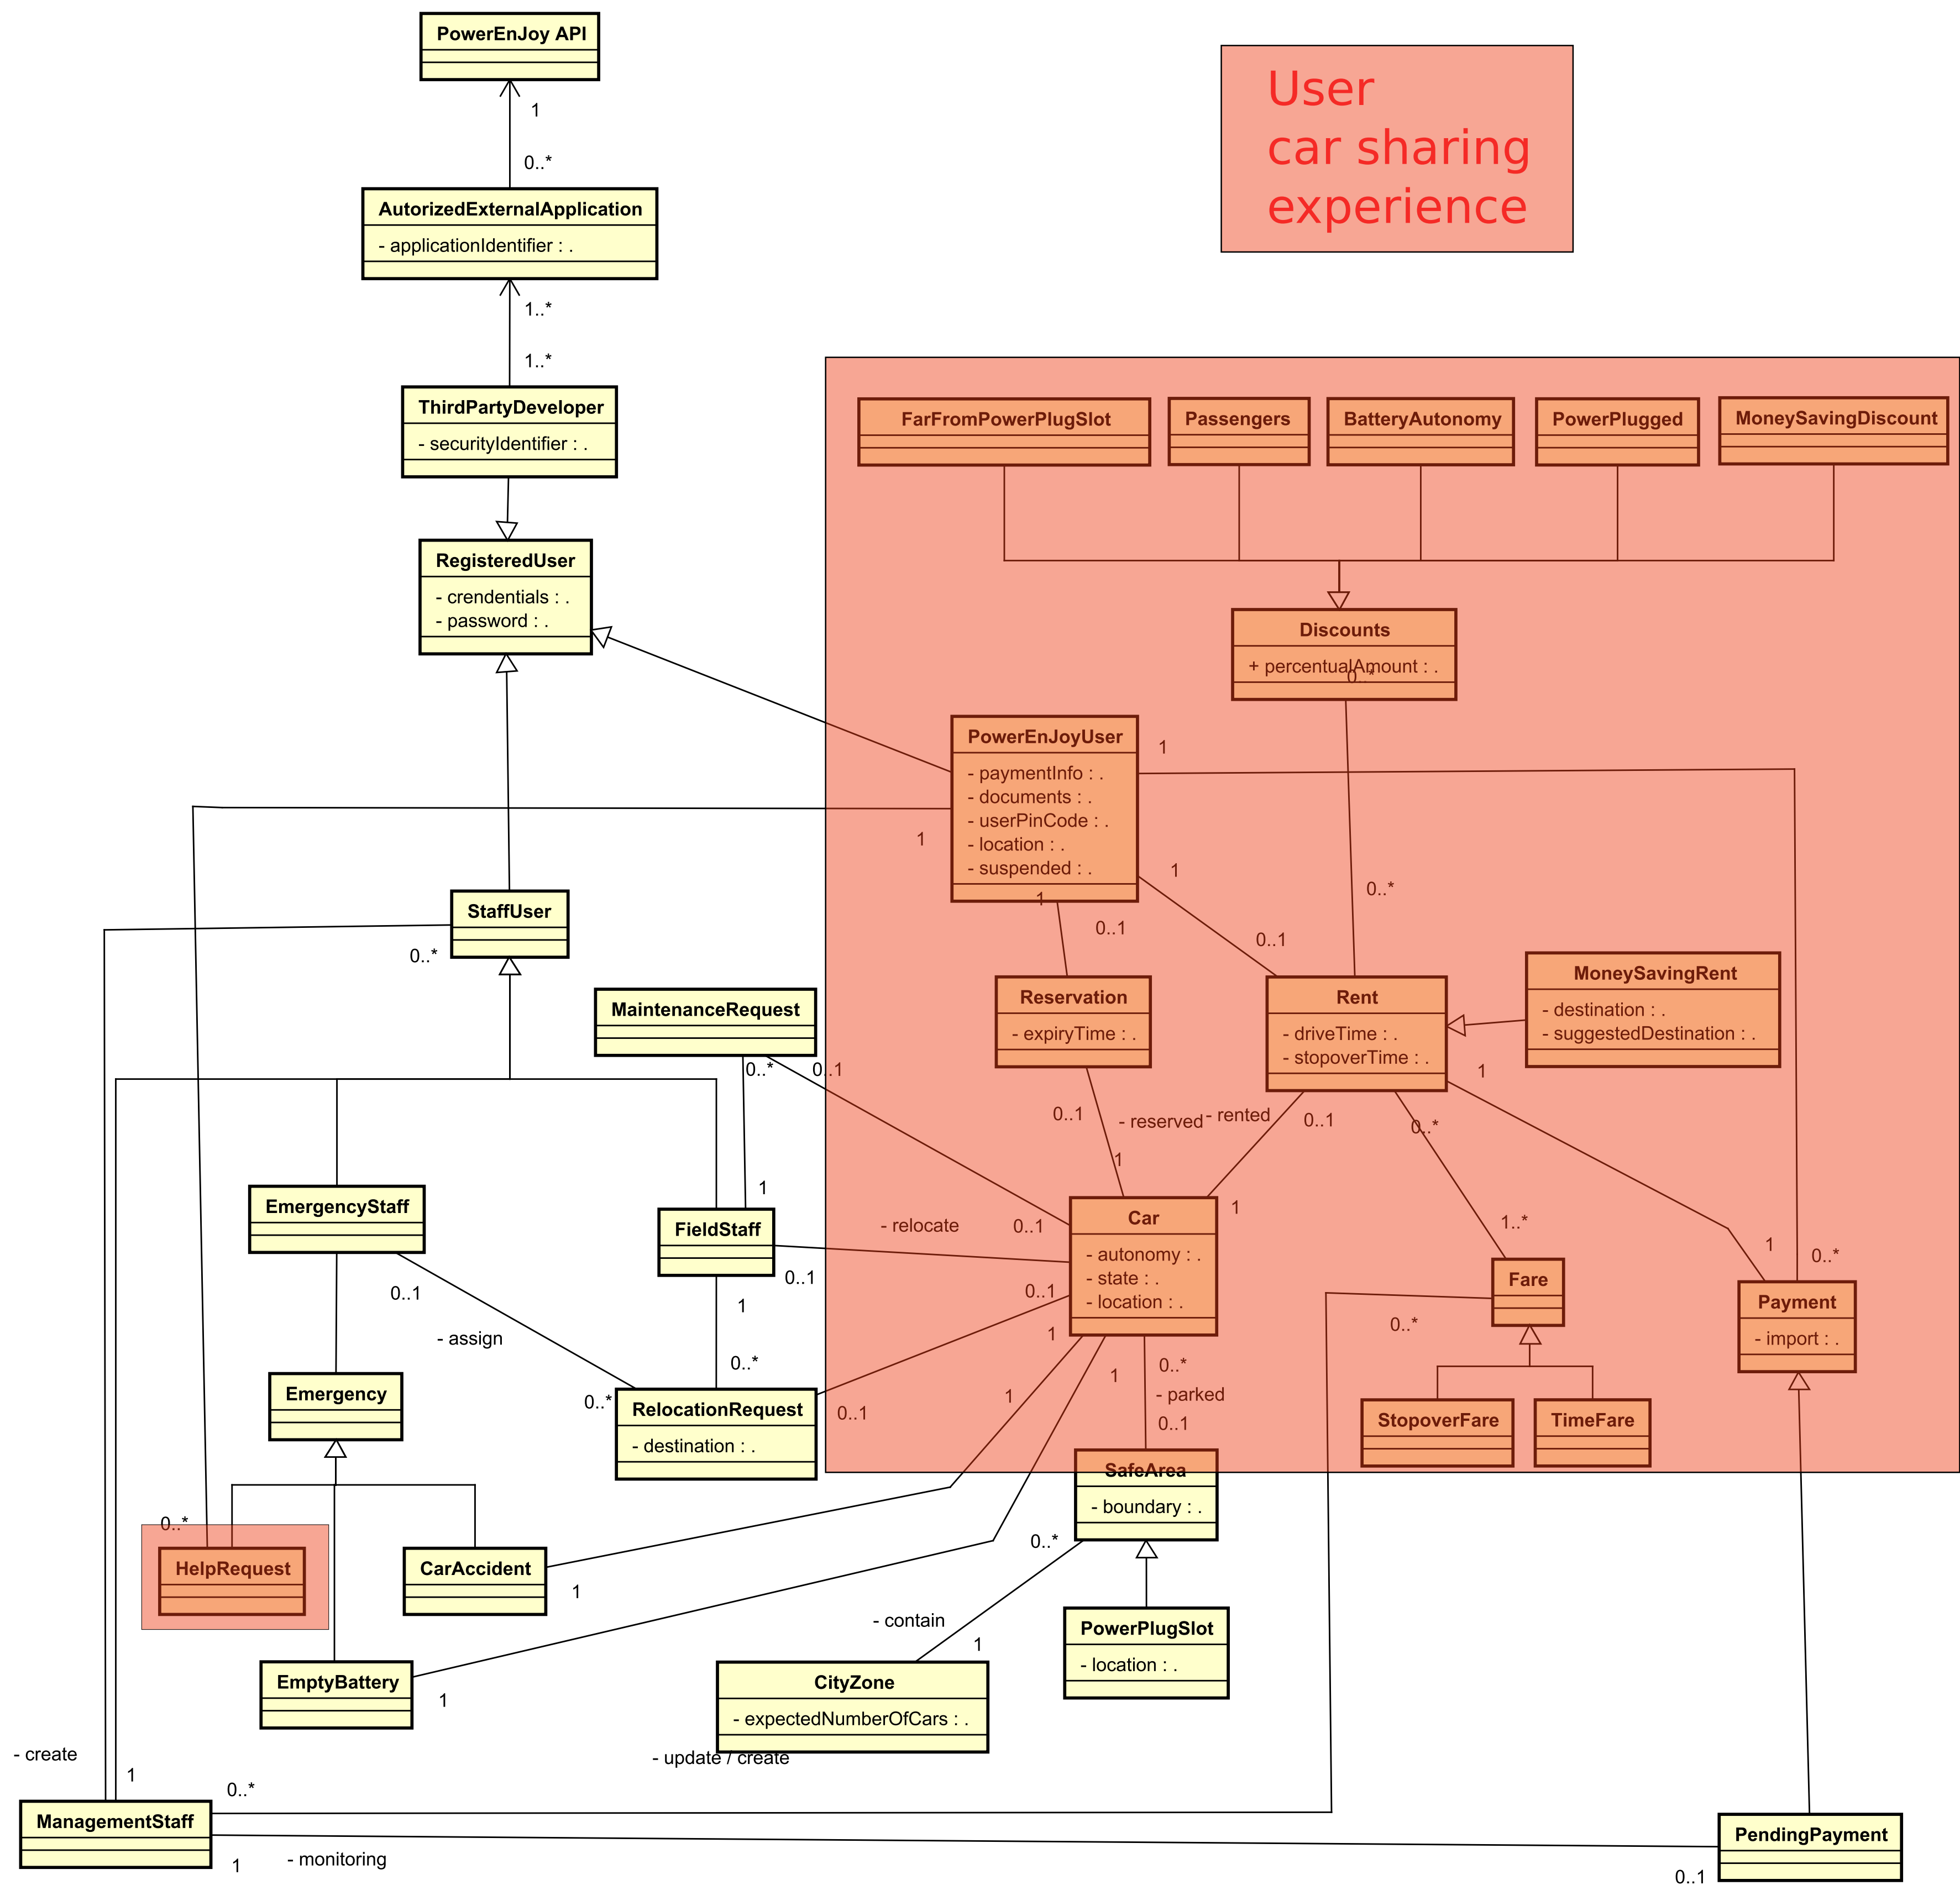 PowerEnJoy API
1
0..*
User
car sharing
experience
AutorizedExternalApplication
- applicationIdentifier : .
1..*
1..*
ThirdPartyDeveloper
- securityIdentifier : .
FarFromPowerPlugSlot
Passengers
BatteryAutonomy
PowerPlugged
MoneySavingDiscount
RegisteredUser
- crendentials : .
- password : .
Discounts
+ percentualAmount : .
0..*
PowerEnJoyUser
- paymentInfo : .
- documents : .
- userPinCode : .
- location : .
- suspended : .
1
1
1
1
0..1
0..1
0..*
StaffUser
0..*
MaintenanceRequest
0..*
0..1
Reservation
- expiryTime : .
Rent
- driveTime : .
- stopoverTime : .
MoneySavingRent
- destination : .
- suggestedDestination : .
1
0..1
- reserved
- rented
0..1
0..*
1
1
1
EmergencyStaff
FieldStaff
- relocate
0..1
Car
- autonomy : .
- state : .
- location : .
1..*
Fare
1
0..*
Payment
- import : .
0..1
0..1
0..1
1
- assign
1
0..*
0..*
Emergency
RelocationRequest
- destination : .
0..1
1
1
0..*
- parked
0..1
0..*
StopoverFare
TimeFare
SafeArea
- boundary : .
0..*
0..*
HelpRequest
CarAccident
1
PowerPlugSlot
- location : .
- contain
1
EmptyBattery
1
CityZone
- expectedNumberOfCars : .
- update / create
- create
1
0..*
ManagementStaff
1
- monitoring
PendingPayment
0..1